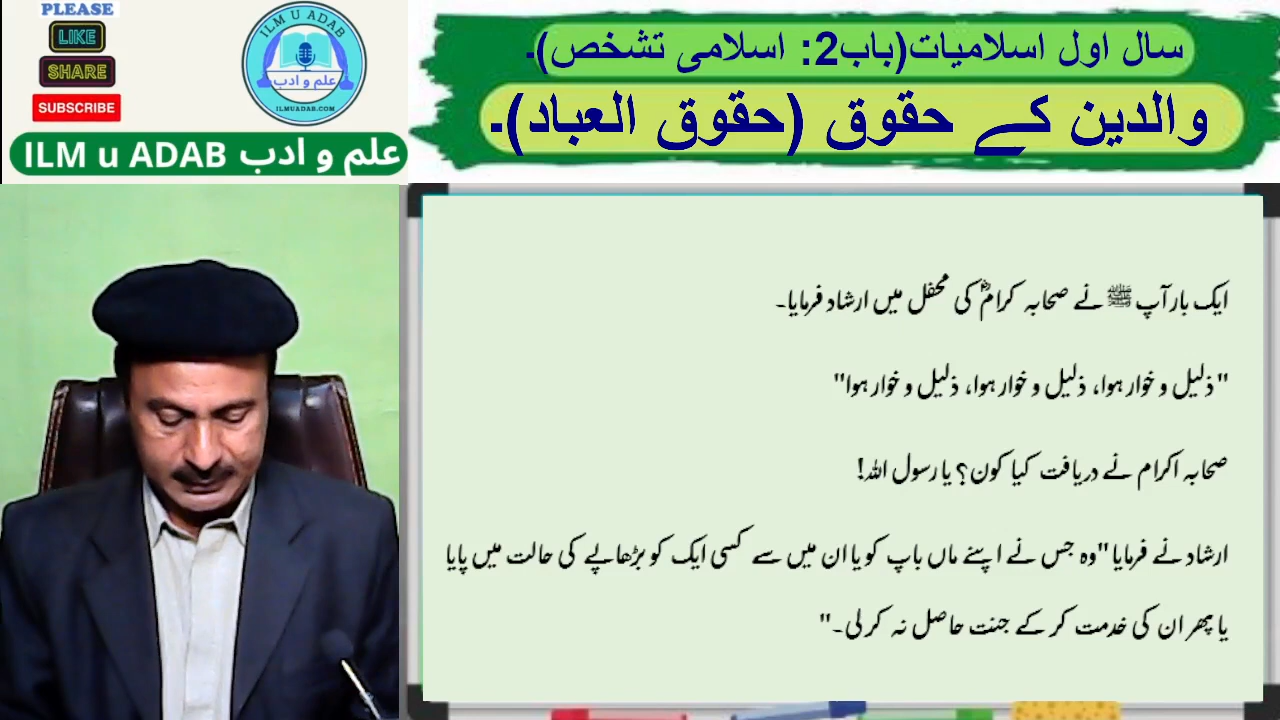 PLEASE
LIKE
SHARE
SUBSCRIBE
ILM U ADAB
علم و ادب
ILMUADAB.COM
ILM u ADAB علم و ادب
سال اول اسلامیات(باب2: اسلامی تشخص)۔
والدین کے حقوق (حقوق العباد)۔
ایک بار آپ ﷺ نے صحابہ کرامؓ کی محفل میں ارشاد فرمایا۔
"ذلیل و خوار ہوا، ذلیل و خوار ہوا، ذلیل و خوار ہوا"
صحابہ اکرام نے دریافت کیا کون؟ یا رسول اللہ!
ارشاد نے فرمایا "وہ جس نے اپنے ماں باپ کو یا ان میں سے کسی ایک کو بڑھاپے کی حالت میں پایا
یا پھر ان کی خدمت کر کے جنت حاصل نہ کر لی۔"